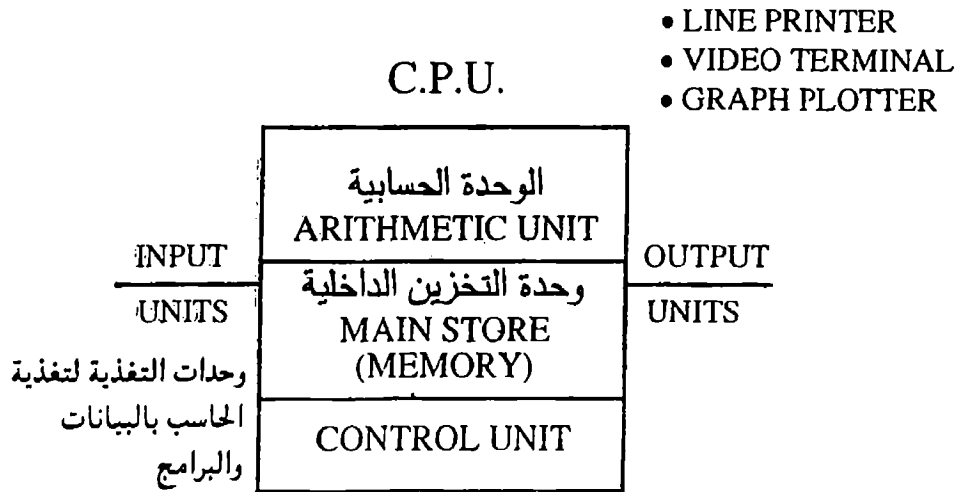 • LINE PRINTER
• VIDEO TERMINAL
• GRAPH PLOTTER
C.P.U.
الوحدة الحسابية
ARITHMETIC UNIT
INPUT
UNITS
وحدة التخزين الداخلية
MAIN STORE
(MEMORY)
OUTPUT
UNITS
وحدات التغذية لتغذية
الحاسب بالبيانات
والبرامج
CONTROL UNIT